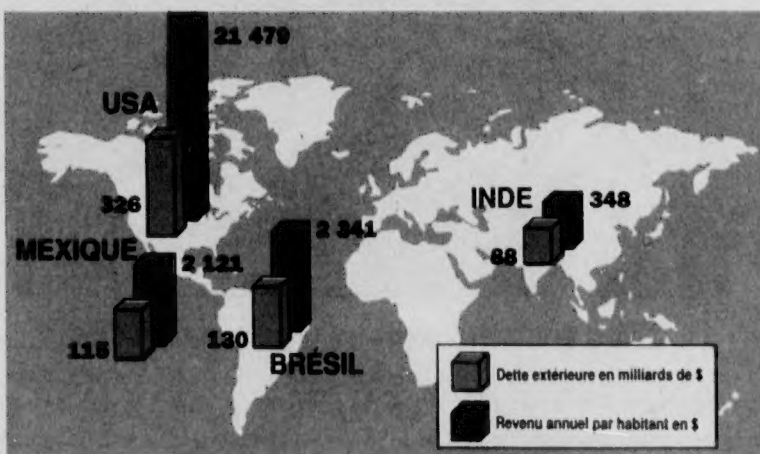 21 479
USA
326
MEXIQUE
2 121
115
2 341
130
BRÉSIL
INDE
348
68
Dette extérieure en milliards de $
Revenu annuel par habitant en $